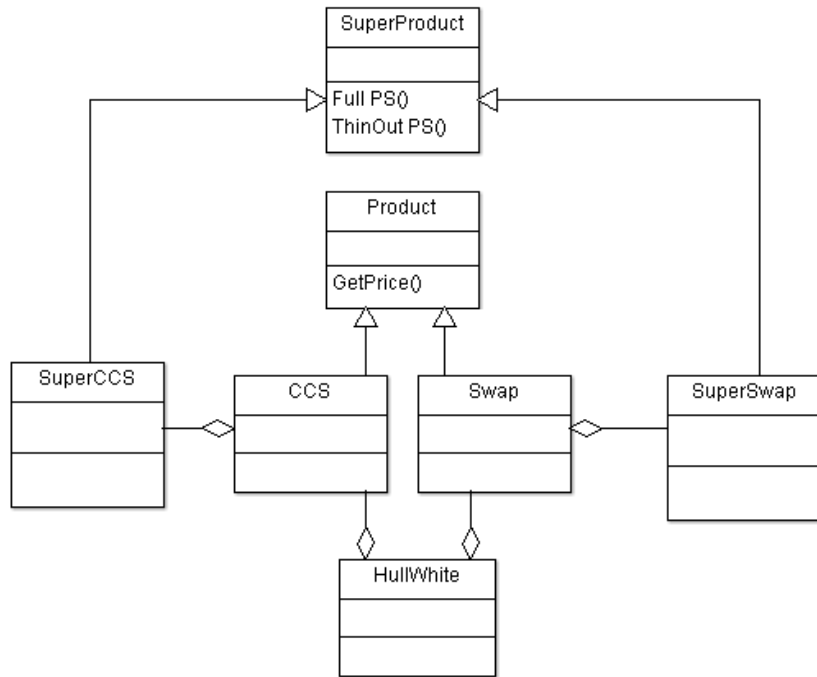 SuperProduct
Full PS()
ThinOut PS()
Product
GetPrice()
SuperCCS
CCS
Swap
SuperSwap
HullWhite